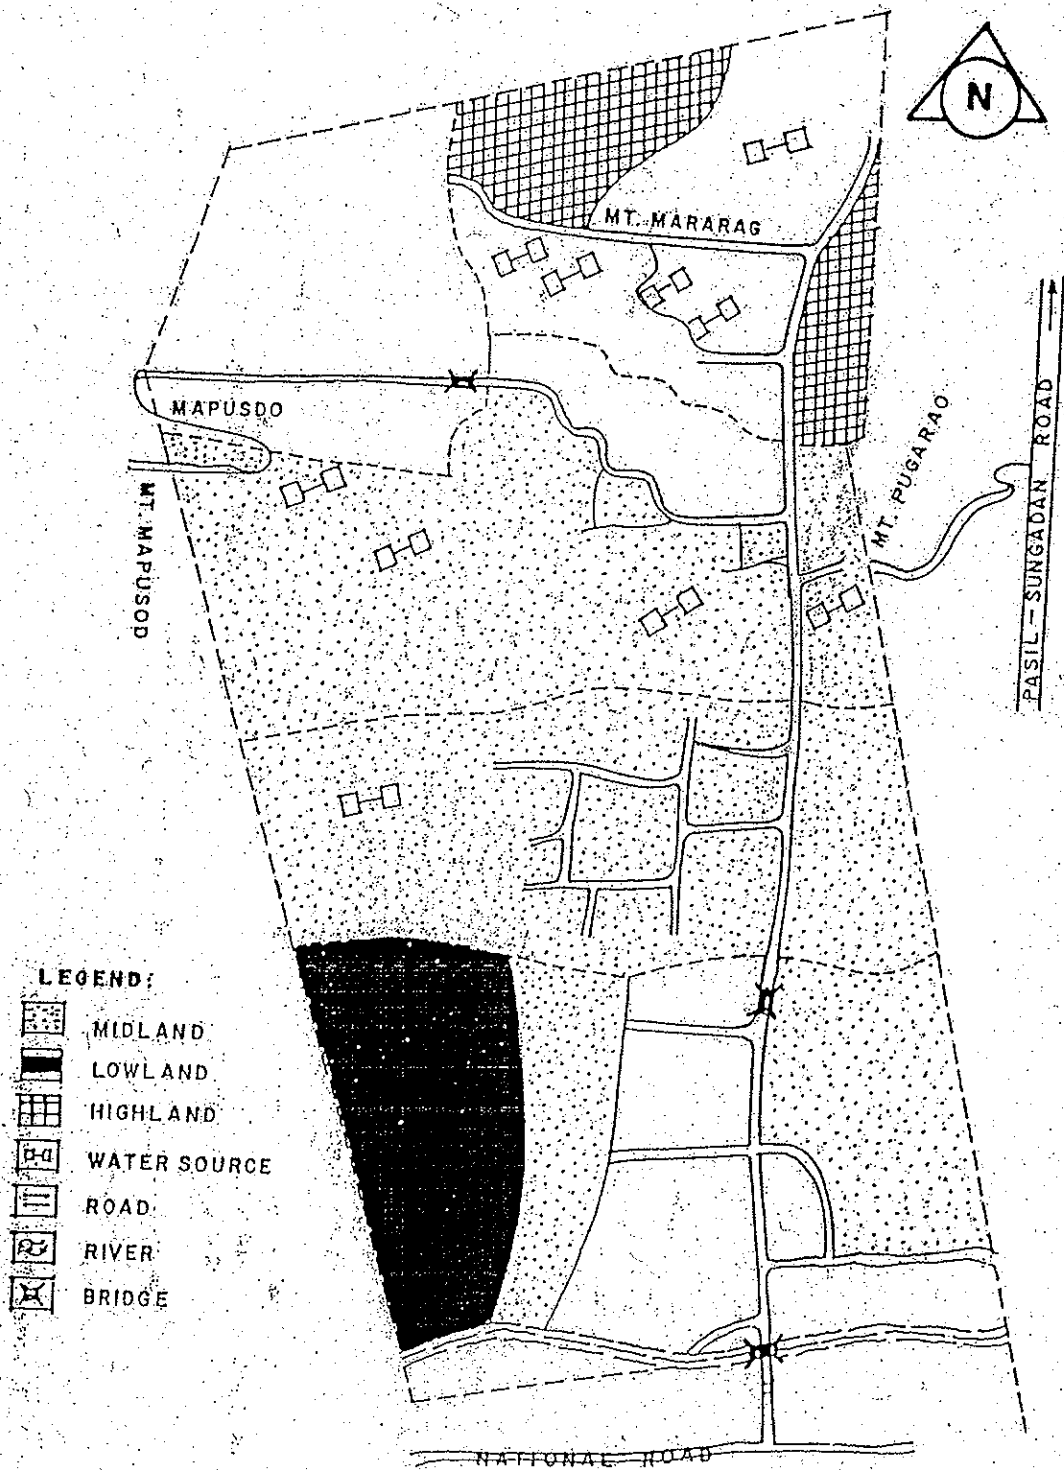 N
MT. MARARAG
MAPUSDO
MT. MAPUSOD
MT. PUGARAO
PASIL-SUNGADAN ROAD
LEGEND:
MIDLAND
LOWLAND
HIGHLAND
WATER SOURCE
ROAD
RIVER
BRIDGE
NATIONAL ROAD